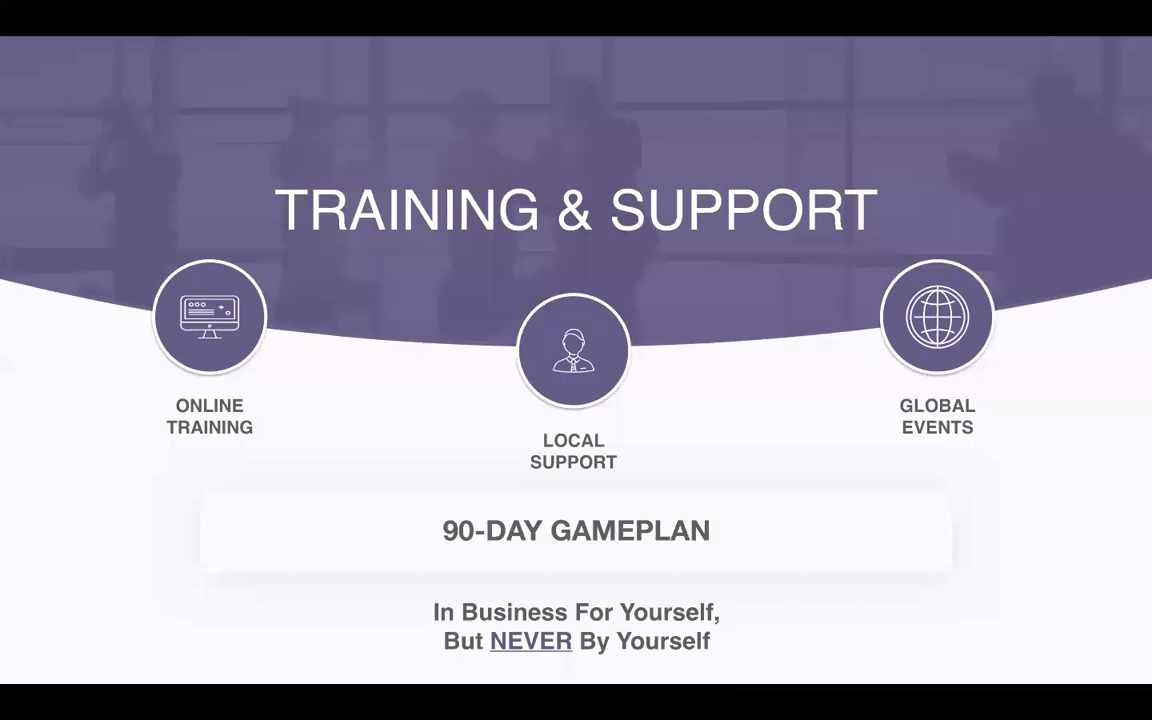 TRAINING & SUPPORT
ONLINE
TRAINING
LOCAL
SUPPORT
GLOBAL
EVENTS
90-DAY GAMEPLAN
In Business For Yourself,
But NEVER By Yourself